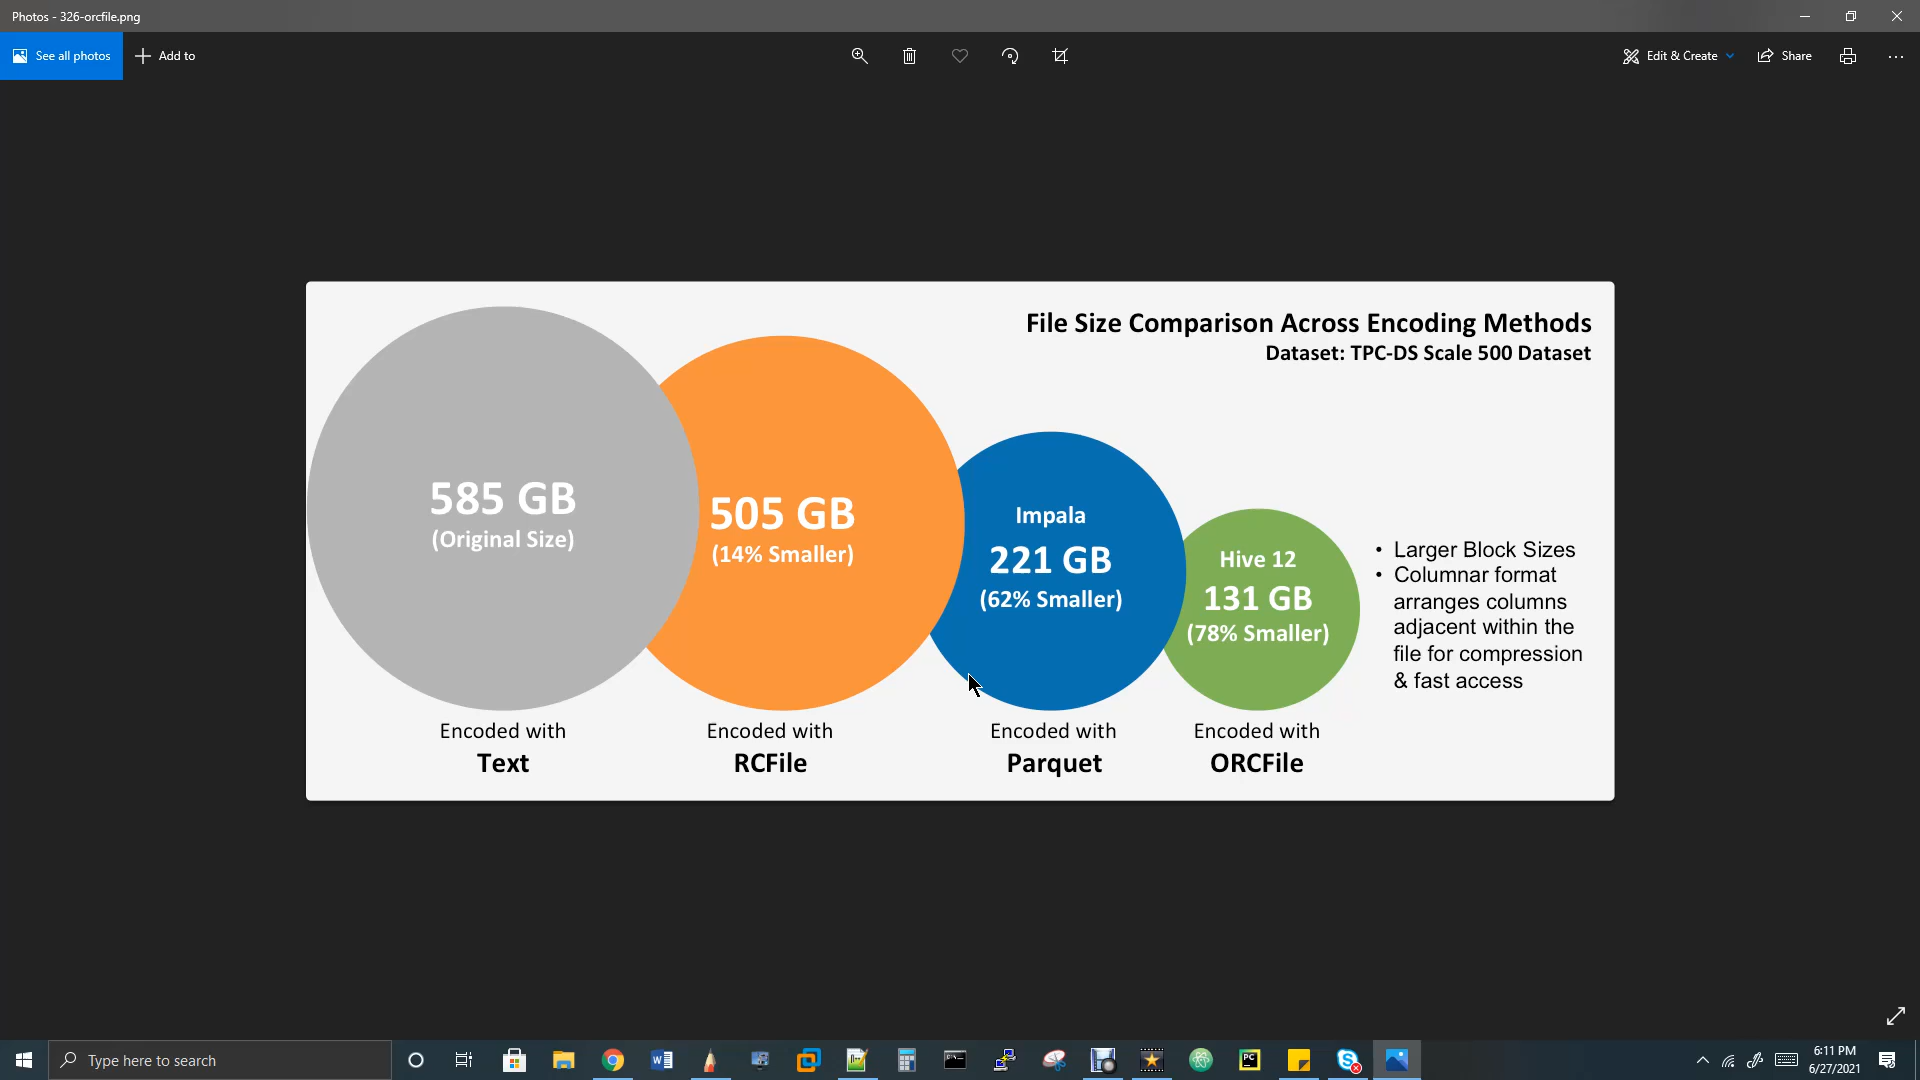 Photos - 326-orcfile.png
See all photos
Add to
Edit & Create
Share
File Size Comparison Across Encoding Methods
Dataset: TPC-DS Scale 500 Dataset
585 GB
(Original Size)
505 GB
(14% Smaller)
Impala
221 GB
(62% Smaller)
Hive 12
131 GB
(78% Smaller)
• Larger Block Sizes
• Columnar format
arranges columns
adjacent within the
file for compression
& fast access
Encoded with
Text
Encoded with
RCFile
Encoded with
Parquet
Encoded with
ORCFile
Type here to search
PC
6:11 PM
6/27/2021